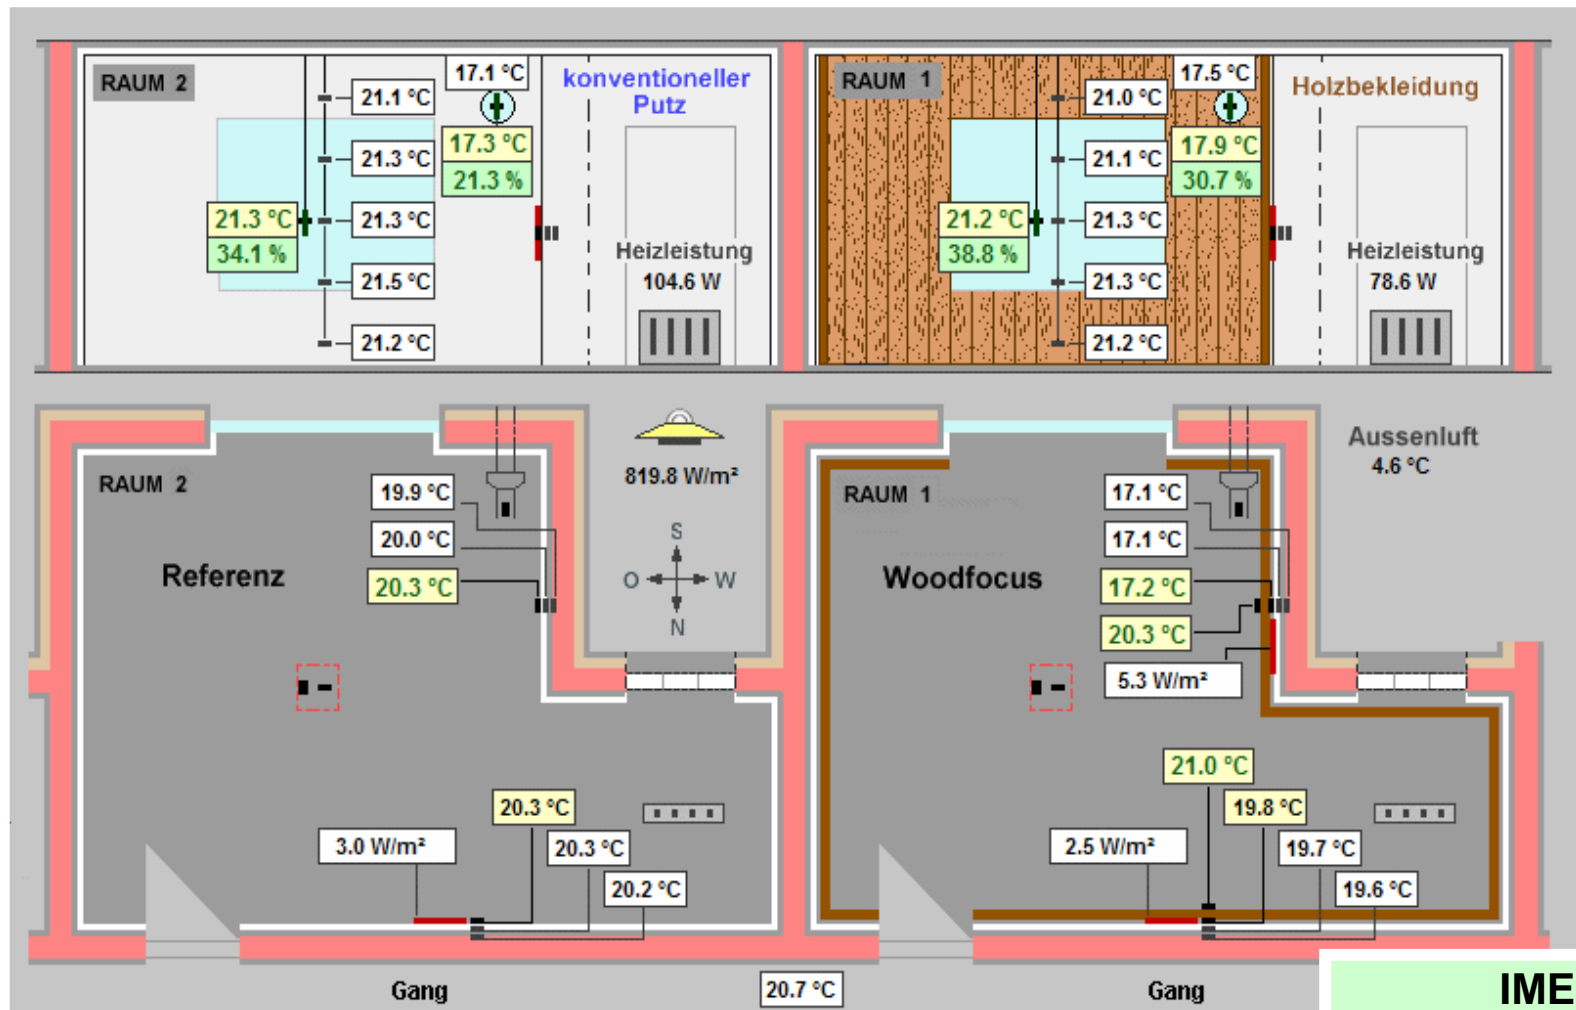 RAUM 2
17.1 °C
konventioneller
Putz
21.1 °C
17.3 °C
21.3 %
21.3 °C
21.3 °C
34.1 %
21.3 °C
21.5 °C
21.2 °C
Heizleistung
104.6 W
RAUM 1
17.5 °C
Holzbekleidung
21.0 °C
17.9 °C
30.7 %
21.1 °C
21.2 °C
38.8 %
21.3 °C
21.3 °C
21.2 °C
Heizleistung
78.6 W
RAUM 2
19.9 °C
20.0 °C
20.3 °C
Referenz
819.8 W/m²
S
O
W
N
20.3 °C
3.0 W/m²
20.3 °C
20.2 °C
RAUM 1
17.1 °C
17.1 °C
Woodfocus
17.2 °C
20.3 °C
5.3 W/m²
Aussenluft
4.6 °C
21.0 °C
19.8 °C
2.5 W/m²
19.7 °C
19.6 °C
Gang
20.7 °C
Gang
IME